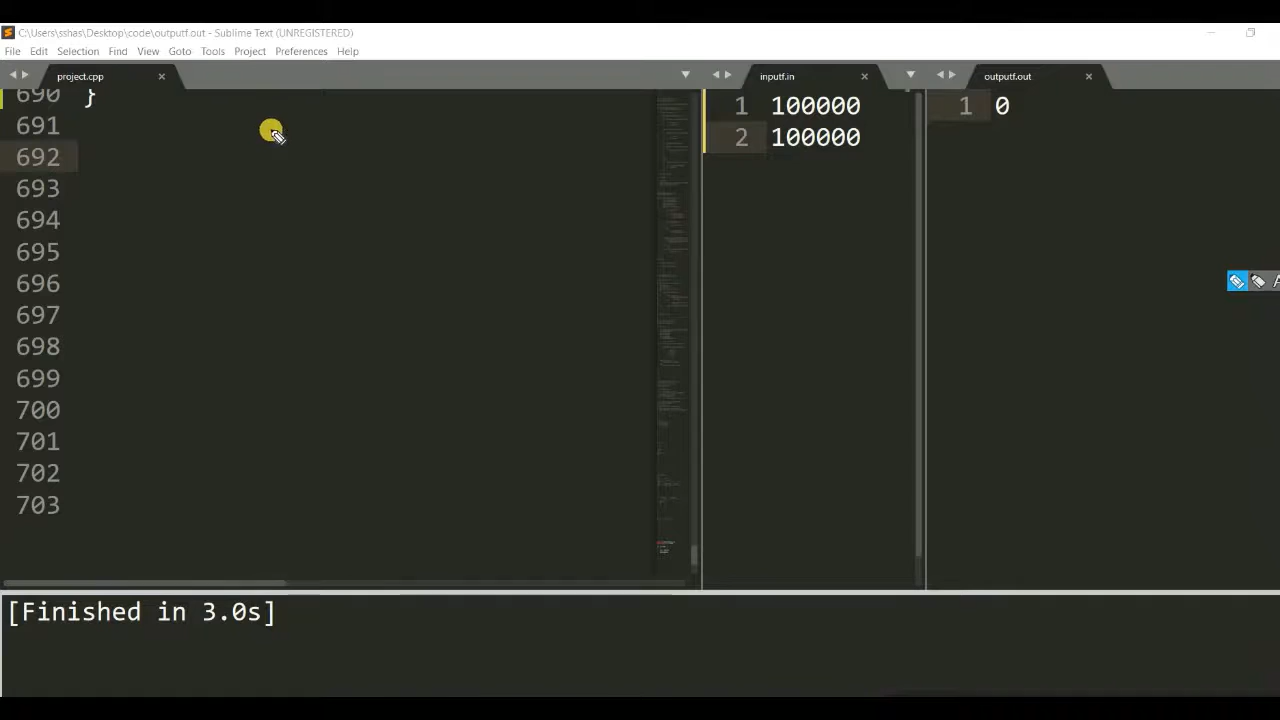 C:\Users\sshas\Desktop\code\outputf.out - Sublime Text (UNREGISTERED)
File Edit Selection Find View Goto Tools Project Preferences Help
project.cpp
inputf.in
outputf.out
690 }
691
692
693
694
695
696
697
698
699
700
701
702
703
1 100000
2 100000
1 0
A
[Finished in 3.0s]